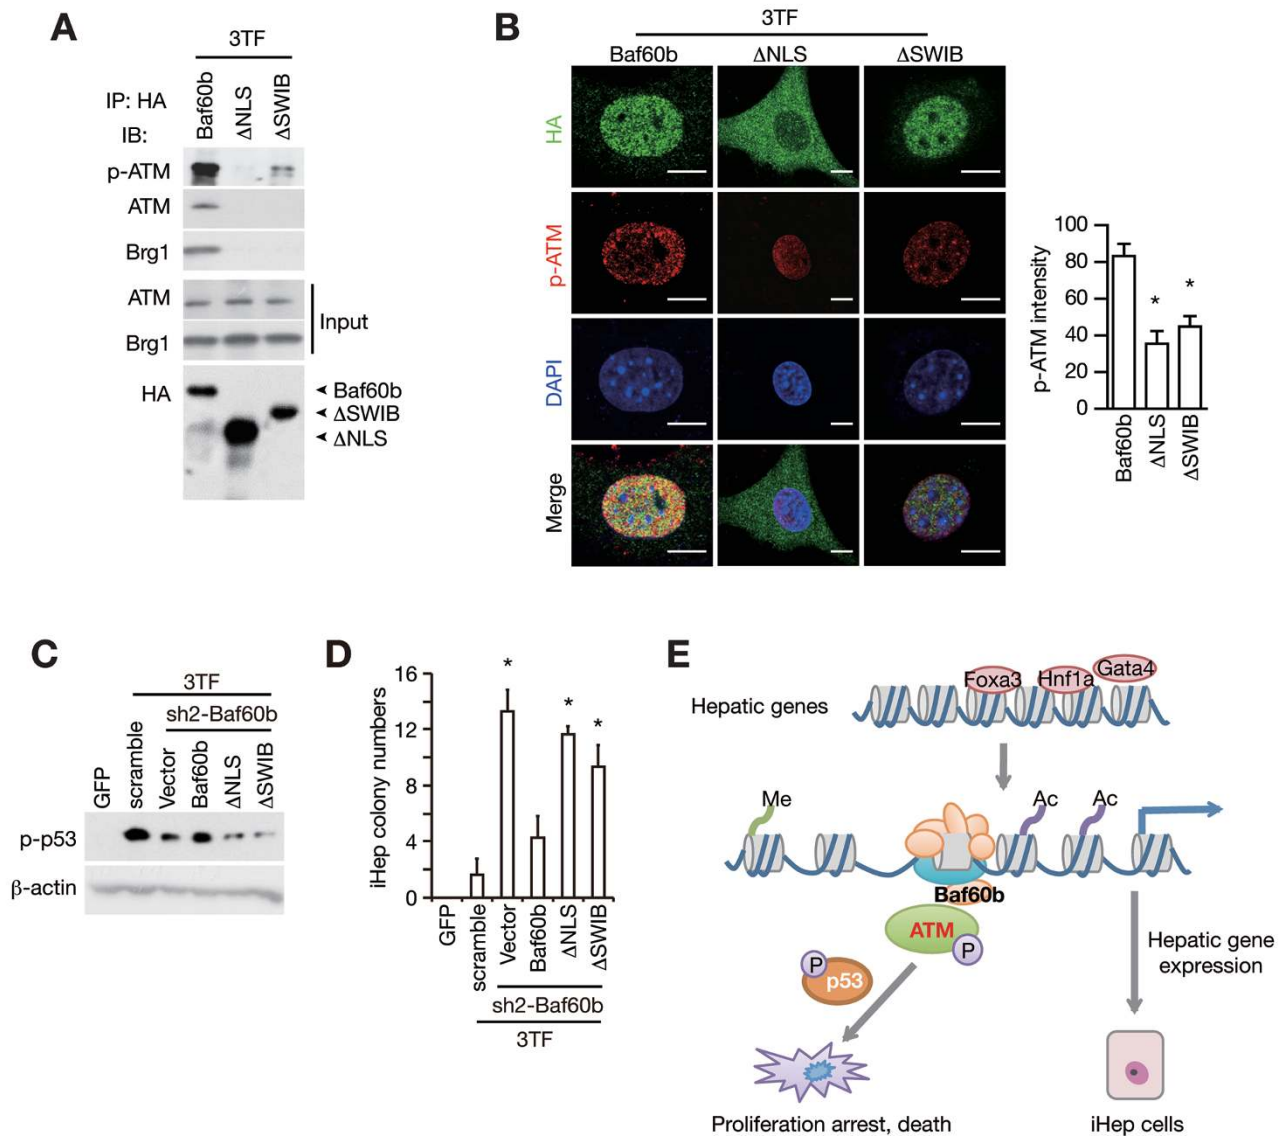 A
3TF
IP: HA
IB:
Baf60b
ΔNLS
ΔSWIB
p-ATM
ATM
Brg1
ATM
Brg1
Input
HA
Baf60b
ΔSWIB
ΔNLS
B
3TF
Baf60b
ΔNLS
ΔSWIB
HA
p-ATM
DAPI
Merge
p-ATM intensity
100
80
60
40
20
0
*
*
Baf60b
ΔNLS
ΔSWIB
C
3TF
sh2-Baf60b
GFP
scramble
Vector
Baf60b
ΔNLS
ΔSWIB
p-p53
β-actin
D
iHep colony numbers
16
12
8
4
0
*
*
*
GFP
scramble
Vector
Baf60b
ΔNLS
ΔSWIB
sh2-Baf60b
3TF
E
Hepatic genes
Foxa3
Hnf1a
Gata4
Me
Ac
Ac
Baf60b
ATM
P
P
p53
Hepatic gene
expression
Proliferation arrest, death
iHep cells